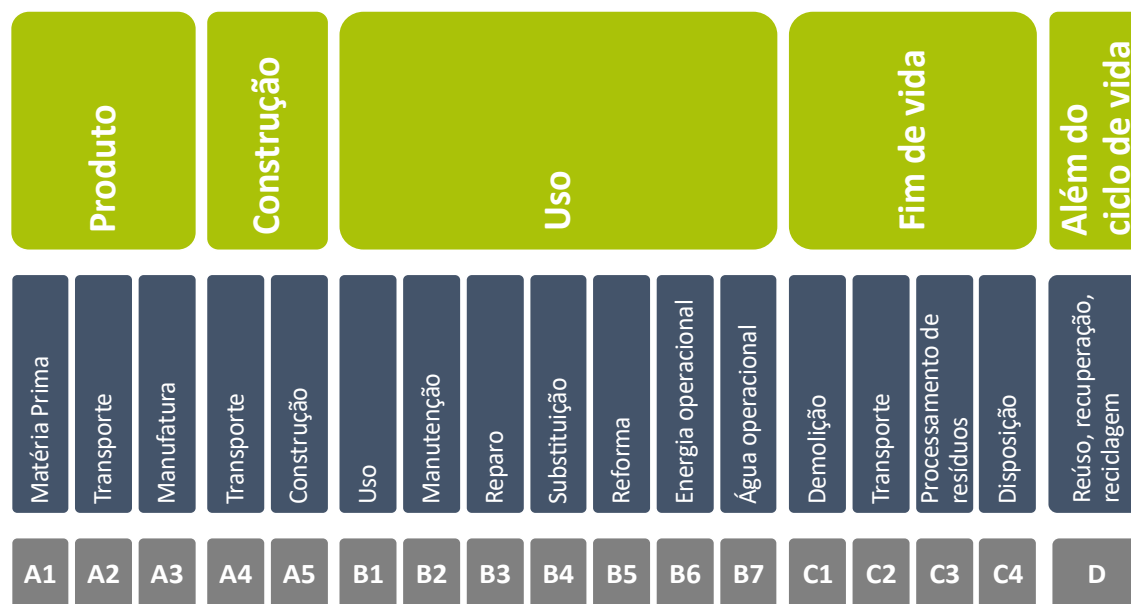 Produto
Construção
Uso
Fim de vida
Além do
ciclo de vida
Matéria Prima
Transporte
Manufatura
Transporte
Construção
Uso
Manutenção
Reparo
Substituição
Reforma
Energia operacional
Água operacional
Demolição
Transporte
Processamento de
resíduos
Disposição
Reúso, recuperação,
reciclagem
A1 A2 A3 A4 A5 B1 B2 B3 B4 B5 B6 B7 C1 C2 C3 C4 D